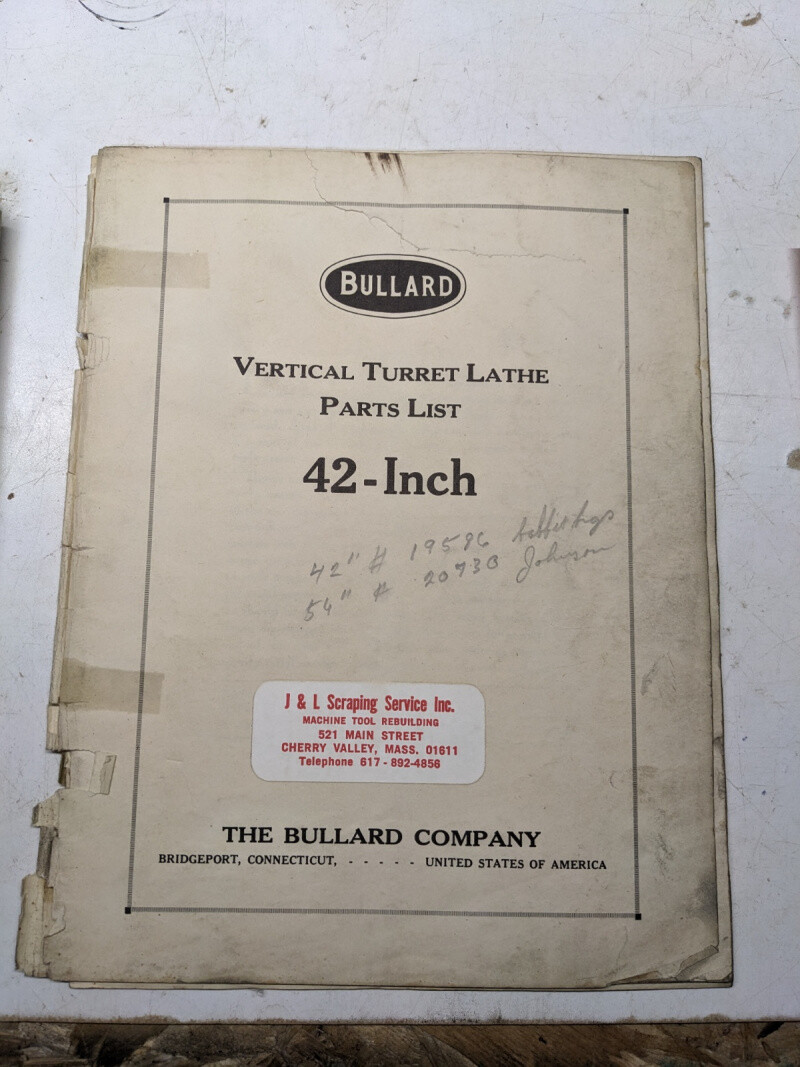 BULLARD
VERTICAL TURRET LATHE
PARTS LIST
42-Inch
42" # 19586
54" # 20730 Johnson
J & L Scraping Service Inc.
MACHINE TOOL REBUILDING
521 MAIN STREET
CHERRY VALLEY, MASS. 01611
Telephone 617-892-4856
THE BULLARD COMPANY
BRIDGEPORT, CONNECTICUT, - - - - - UNITED STATES OF AMERICA